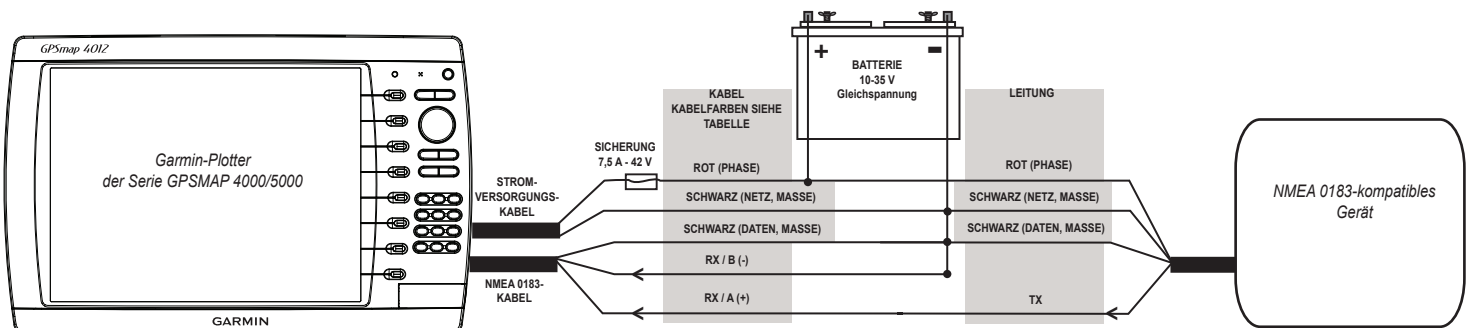 GPSmap 4012
Garmin-Plotter
der Serie GPSMAP 4000/5000
GARMIN
STROM-
VERSORGUNGS-
KABEL
NMEA 0183-
KABEL
SICHERUNG
7,5 A - 42 V
KABEL
KABELFARBEN SIEHE
TABELLE
ROT (PHASE)
SCHWARZ (NETZ, MASSE)
SCHWARZ (DATEN, MASSE)
RX / B (-)
RX / A (+)
+
-
BATTERIE
10-35 V
Gleichspannung
LEITUNG
ROT (PHASE)
SCHWARZ (NETZ, MASSE)
SCHWARZ (DATEN, MASSE)
TX
NMEA 0183-kompatibles
Gerät